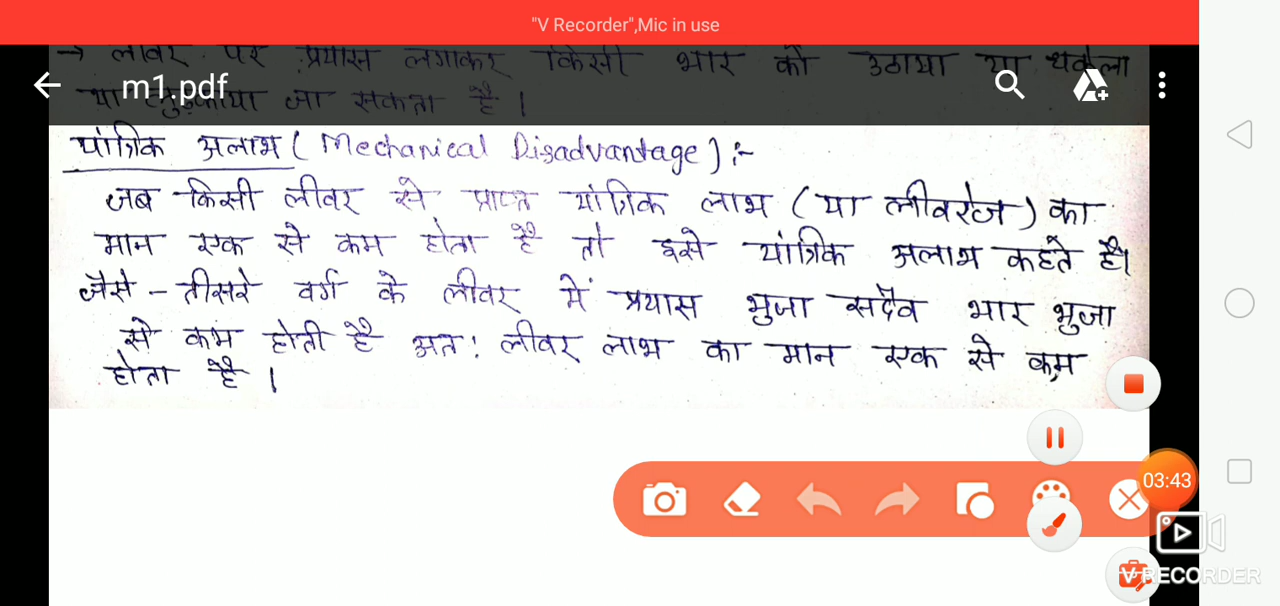 "V Recorder",Mic in use
→ लीवर पर प्रयास लगाकर किसी भार को उठाया या धकेला
m1.pdf
या लुढ़काया जा सकता है ।
यांत्रिक अलाभ ( Mechanical Disadvantage ) :-
जब किसी लीवर से प्राप्त यांत्रिक लाभ ( या लीवरेज ) का
मान एक से कम होता है तो इसे यांत्रिक अलाभ कहते है।
जैसे - तीसरे वर्ग के लीवर में प्रयास भुजा सदैव भार भुजा
से कम होती है अतः लीवर लाभ का मान एक से कम
होता है ।
03:43
V RECORDER